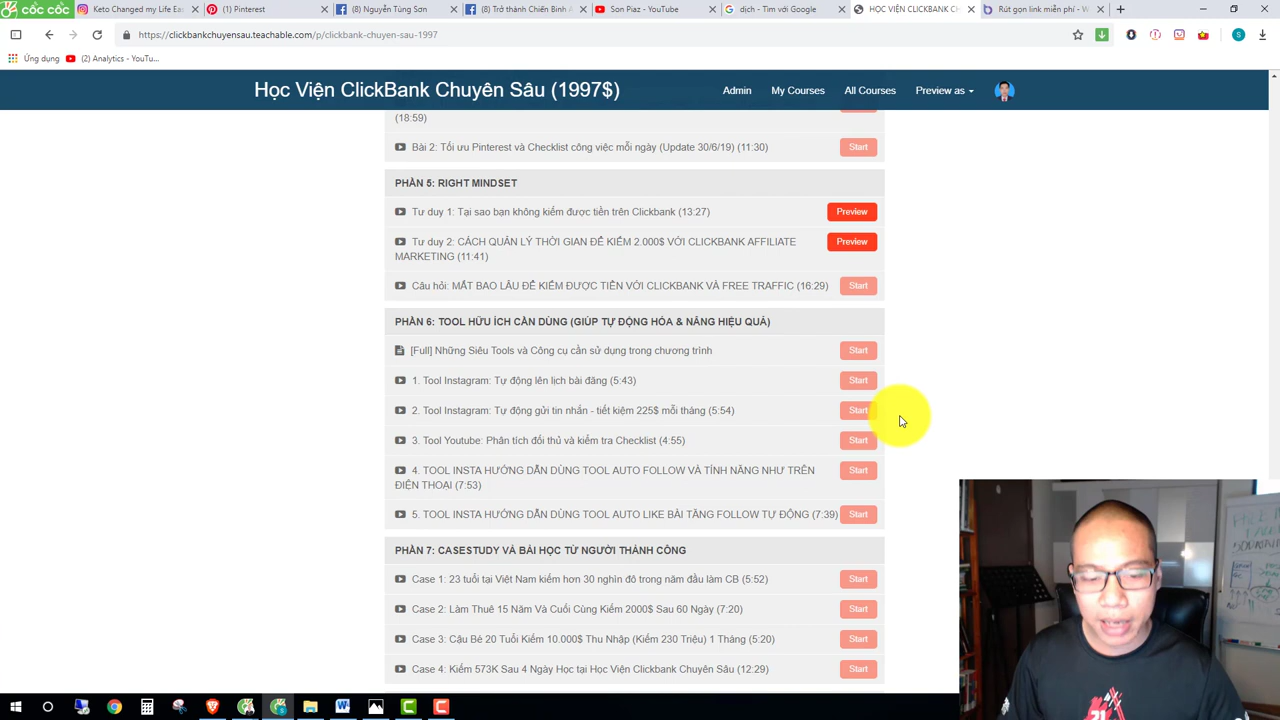 cốc cốc
Keto Changed my Life Eas
(1) Pinterest
(8) Nguyễn Tùng Sơn
(8) Trở thành Chiến Binh A
Son Piaz - YouTube
.dịch - Tìm với Google
HỌC VIỆN CLICKBANK CH
Rút gọn link miễn phí - W
https://clickbankchuyensau.teachable.com/p/clickbank-chuyen-sau-1997
Ứng dụng
(2) Analytics - YouTu...
Học Viện ClickBank Chuyên Sâu (1997$)
Admin
My Courses
All Courses
Preview as
(18:59)
Bài 2: Tối ưu Pinterest và Checklist công việc mỗi ngày (Update 30/6/19) (11:30)
Start
PHẦN 5: RIGHT MINDSET
Tư duy 1: Tại sao bạn không kiếm được tiền trên Clickbank (13:27)
Preview
Tư duy 2: CÁCH QUẢN LÝ THỜI GIAN ĐỂ KIẾM 2.000$ VỚI CLICKBANK AFFILIATE
MARKETING (11:41)
Preview
Câu hỏi: MẤT BAO LÂU ĐỂ KIẾM ĐƯỢC TIỀN VỚI CLICKBANK VÀ FREE TRAFFIC (16:29)
Start
PHẦN 6: TOOL HỮU ÍCH CẦN DÙNG (GIÚP TỰ ĐỘNG HÓA & NÂNG HIỆU QUẢ)
[Full] Những Siêu Tools và Công cụ cần sử dụng trong chương trình
Start
1. Tool Instagram: Tự động lên lịch bài đăng (5:43)
Start
2. Tool Instagram: Tự động gửi tin nhắn - tiết kiệm 225$ mỗi tháng (5:54)
Start
3. Tool Youtube: Phân tích đối thủ và kiểm tra Checklist (4:55)
Start
4. TOOL INSTA HƯỚNG DẪN DÙNG TOOL AUTO FOLLOW VÀ TÍNH NĂNG NHƯ TRÊN
ĐIỆN THOẠI (7:53)
Start
5. TOOL INSTA HƯỚNG DẪN DÙNG TOOL AUTO LIKE BÀI TĂNG FOLLOW TỰ ĐỘNG (7:39)
Start
PHẦN 7: CASESTUDY VÀ BÀI HỌC TỪ NGƯỜI THÀNH CÔNG
Case 1: 23 tuổi tại Việt Nam kiếm hơn 30 nghìn đô trong năm đầu làm CB (5:52)
Start
Case 2: Làm Thuê 15 Năm Và Cuối Cùng Kiếm 2000$ Sau 60 Ngày (7:20)
Start
Case 3: Cậu Bé 20 Tuổi Kiếm 10.000$ Thu Nhập (Kiếm 230 Triệu) 1 Tháng (5:20)
Start
Case 4: Kiếm 573K Sau 4 Ngày Học tại Học Viện Clickbank Chuyên Sâu (12:29)
Start